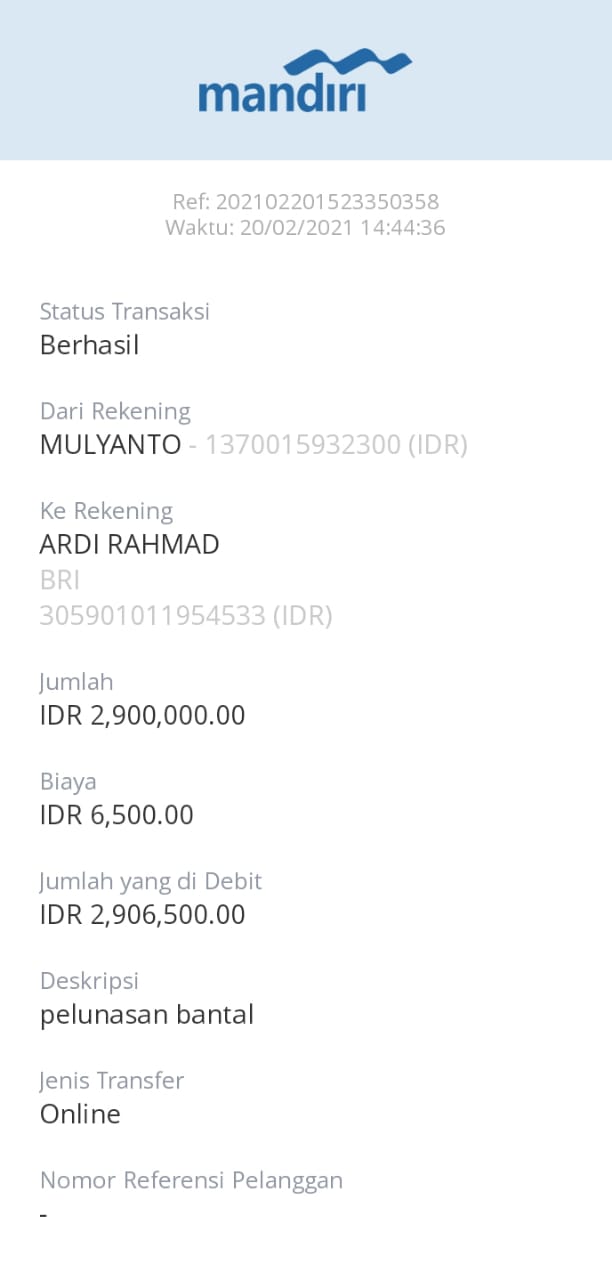 mandiri
Ref: 202102201523350358
Waktu: 20/02/2021 14:44:36
Status Transaksi
Berhasil
Dari Rekening
MULYANTO - 1370015932300 (IDR)
Ke Rekening
ARDI RAHMAD
BRI
305901011954533 (IDR)
Jumlah
IDR 2,900,000.00
Biaya
IDR 6,500.00
Jumlah yang di Debit
IDR 2,906,500.00
Deskripsi
pelunasan bantal
Jenis Transfer
Online
Nomor Referensi Pelanggan
-